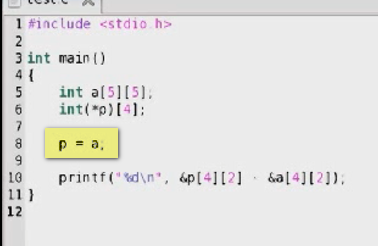 test.c
1 #include <stdio.h>
2
3 int main()
4 {
5 int a[5][5];
6 int(*p)[4];
7
8 p = a;
9
10 printf("%d\n", &p[4][2] - &a[4][2]);
11 }
12